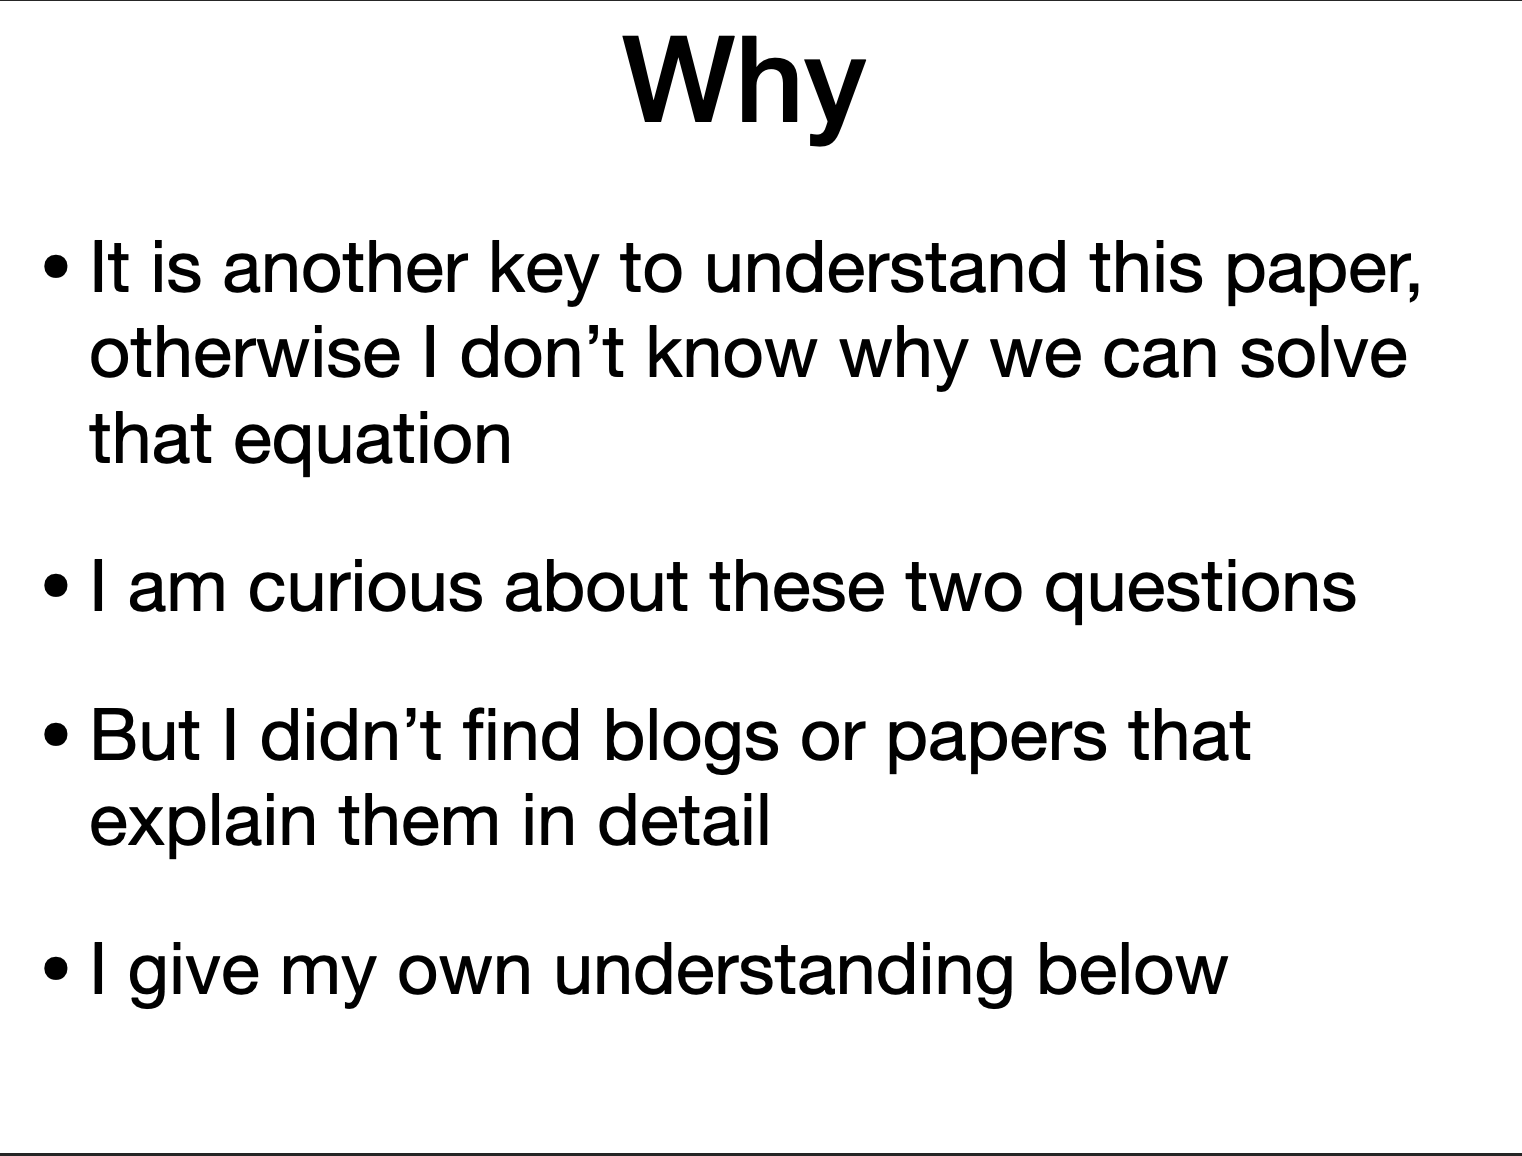 Why
• It is another key to understand this paper,
otherwise I don’t know why we can solve
that equation
• I am curious about these two questions
• But I didn’t find blogs or papers that
explain them in detail
• I give my own understanding below